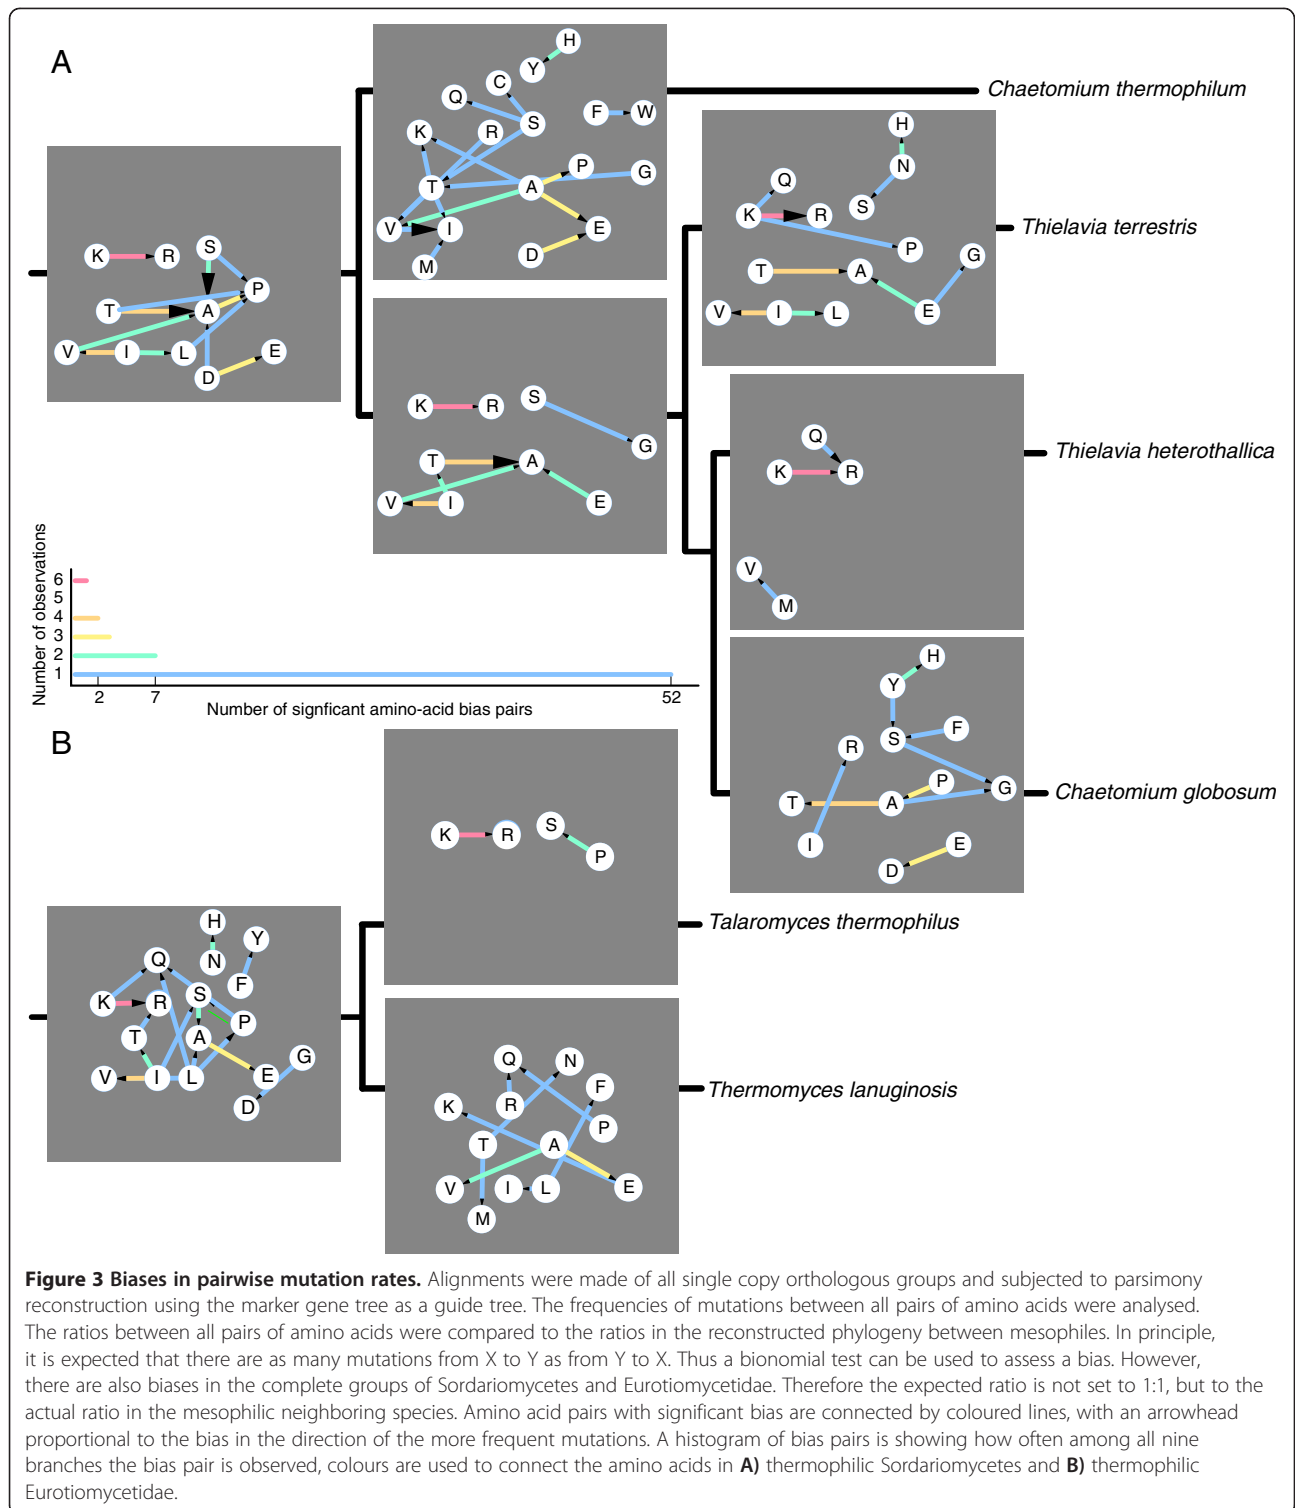 A
H
Y
C
Q
F W
S
K R
P
G
T A
V I
E
D
M
Chaetomium thermophilum
K R
S
P
T A
V I L
E
D
H
N
Q
S
K R
P
G
T A
V I L
E
Thielavia terrestris
K R
S
G
T A
V I
E
Q
K R
V
M
Thielavia heterothallica
Number of observations
6
5
4
3
2
1
2 7 52
Number of signficant amino-acid bias pairs
H
Y
S F
R
P
G
T A
I
E
D
Chaetomium globosum
B
K R
S
P
Talaromyces thermophilus
H
Y
N
Q
F
K R
S
P
T A
G
V I L
E
D
Q N
F
K R
P
T A
V I L
E
M
Thermomyces lanuginosis
Figure 3 Biases in pairwise mutation rates. Alignments were made of all single copy orthologous groups and subjected to parsimony
reconstruction using the marker gene tree as a guide tree. The frequencies of mutations between all pairs of amino acids were analysed.
The ratios between all pairs of amino acids were compared to the ratios in the reconstructed phylogeny between mesophiles. In principle,
it is expected that there are as many mutations from X to Y as from Y to X. Thus a bionomial test can be used to assess a bias. However,
there are also biases in the complete groups of Sordariomycetes and Eurotiomycetidae. Therefore the expected ratio is not set to 1:1, but to the
actual ratio in the mesophilic neighboring species. Amino acid pairs with significant bias are connected by coloured lines, with an arrowhead
proportional to the bias in the direction of the more frequent mutations. A histogram of bias pairs is showing how often among all nine
branches the bias pair is observed, colours are used to connect the amino acids in A) thermophilic Sordariomycetes and B) thermophilic
Eurotiomycetidae.